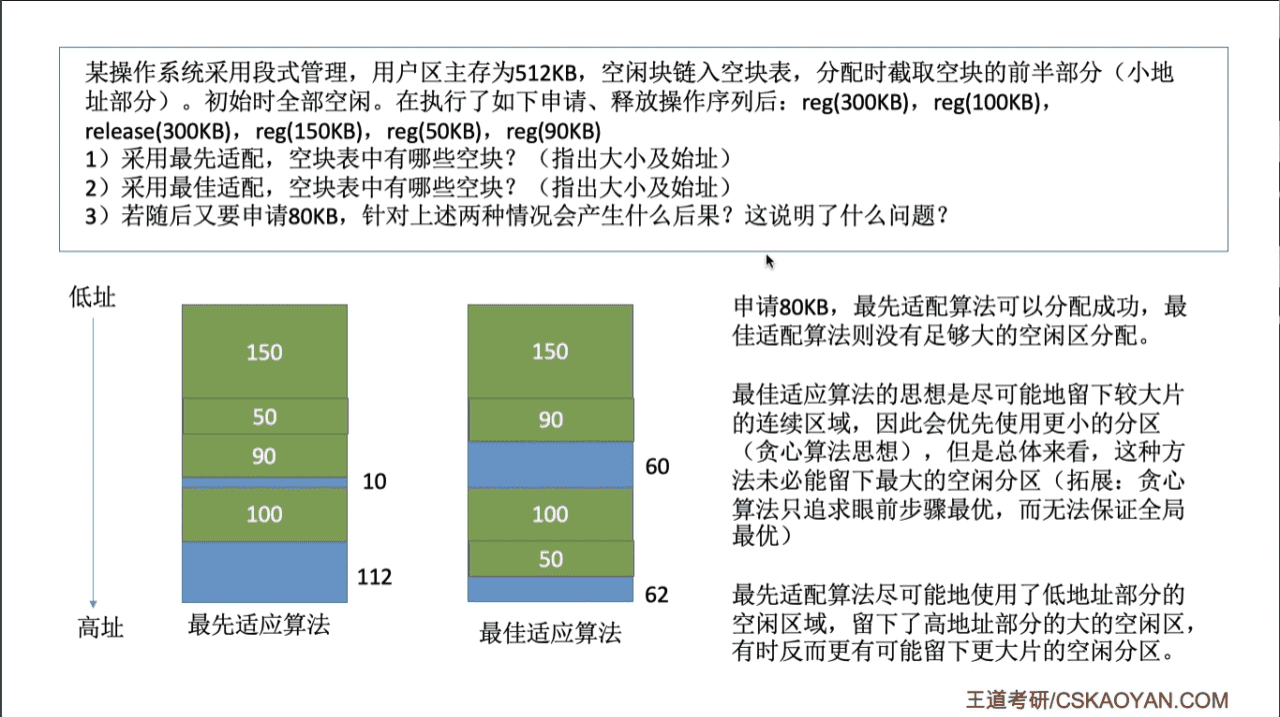 某操作系统采用段式管理，用户区主存为512KB，空闲块链入空块表，分配时截取空块的前半部分（小地
址部分）。初始时全部空闲。在执行了如下申请、释放操作序列后：reg(300KB)，reg(100KB)，
release(300KB)，reg(150KB)，reg(50KB)，reg(90KB)
1）采用最先适配，空块表中有哪些空块？（指出大小及始址）
2）采用最佳适配，空块表中有哪些空块？（指出大小及始址）
3）若随后又要申请80KB，针对上述两种情况会产生什么后果？这说明了什么问题？
低址
高址
150
50
90
10
100
112
最先适应算法
150
90
60
100
50
62
最佳适应算法
申请80KB，最先适配算法可以分配成功，最
佳适配算法则没有足够大的空闲区分配。
最佳适应算法的思想是尽可能地留下较大片
的连续区域，因此会优先使用更小的分区
（贪心算法思想），但是总体来看，这种方
法未必能留下最大的空闲分区（拓展：贪心
算法只追求眼前步骤最优，而无法保证全局
最优）
最先适配算法尽可能地使用了低地址部分的
空闲区域，留下了高地址部分的大的空闲区，
有时反而更有可能留下更大片的空闲分区。
王道考研/CSKAOYAN.COM